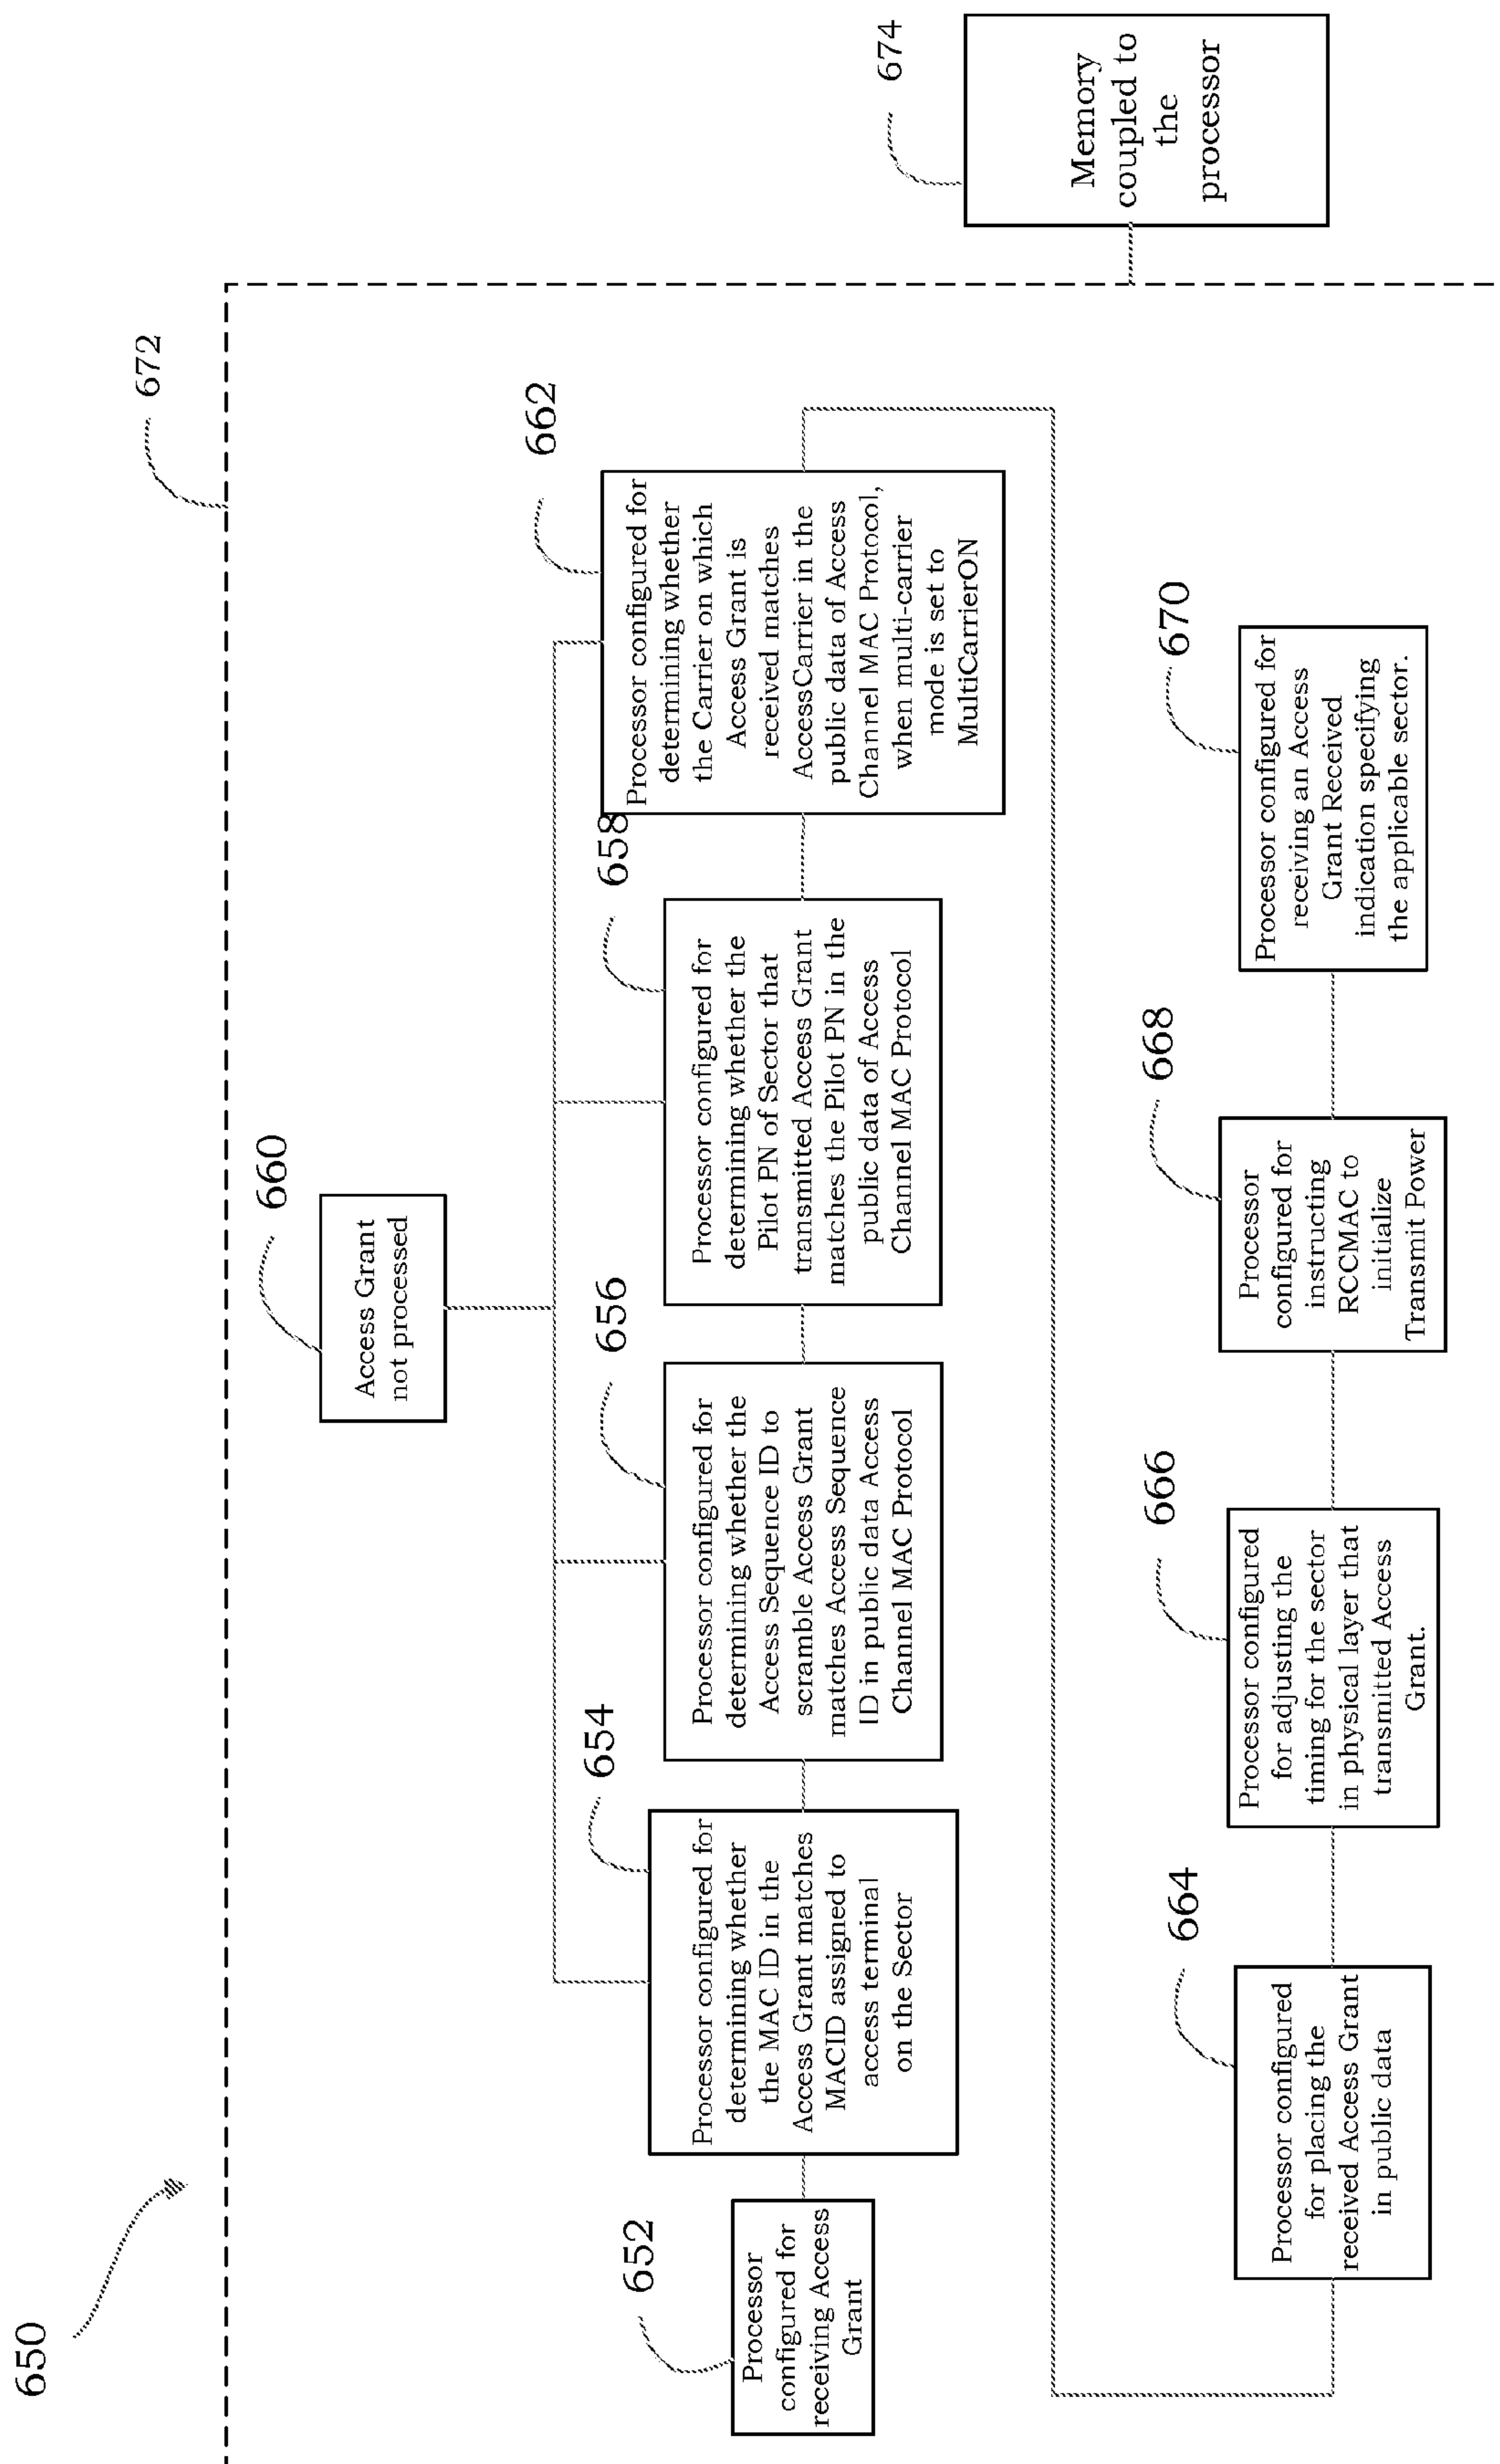 650
672
674
Memory
coupled to
the
processor
660
Access Grant
not processed
652
Processor
configured for
receiving Access
Grant
654
Processor configured for
determining whether
the MAC ID in the
Access Grant matches
MACID assigned to
access terminal
on the Sector
656
Processor configured for
determining whether the
Access Sequence ID to
scramble Access Grant
matches Access Sequence
ID in public data Access
Channel MAC Protocol
658
Processor configured for
determining whether the
Pilot PN of Sector that
transmitted Access Grant
matches the Pilot PN in the
public data of Access
Channel MAC Protocol
662
Processor configured for
determining whether
the Carrier on which
Access Grant is
received matches
AccessCarrier in the
public data of Access
Channel MAC Protocol,
when multi-carrier
mode is set to
MultiCarrierON
664
Processor configured
for placing the
received Access Grant
in public data
666
Processor configured
for adjusting the
timing for the sector
in physical layer that
transmitted Access
Grant.
668
Processor
configured for
instructing
RCCMAC to
initialize
Transmit Power
670
Processor configured for
receiving an Access
Grant Received
indication specifying
the applicable sector.